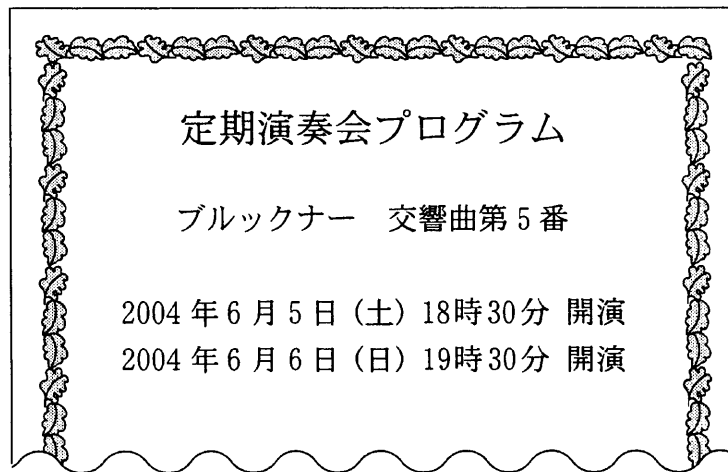 定期演奏会プログラム
ブルックナー 交響曲第5番
2004年6月5日(土)18時30分 開演
2004年6月6日(日)19時30分 開演